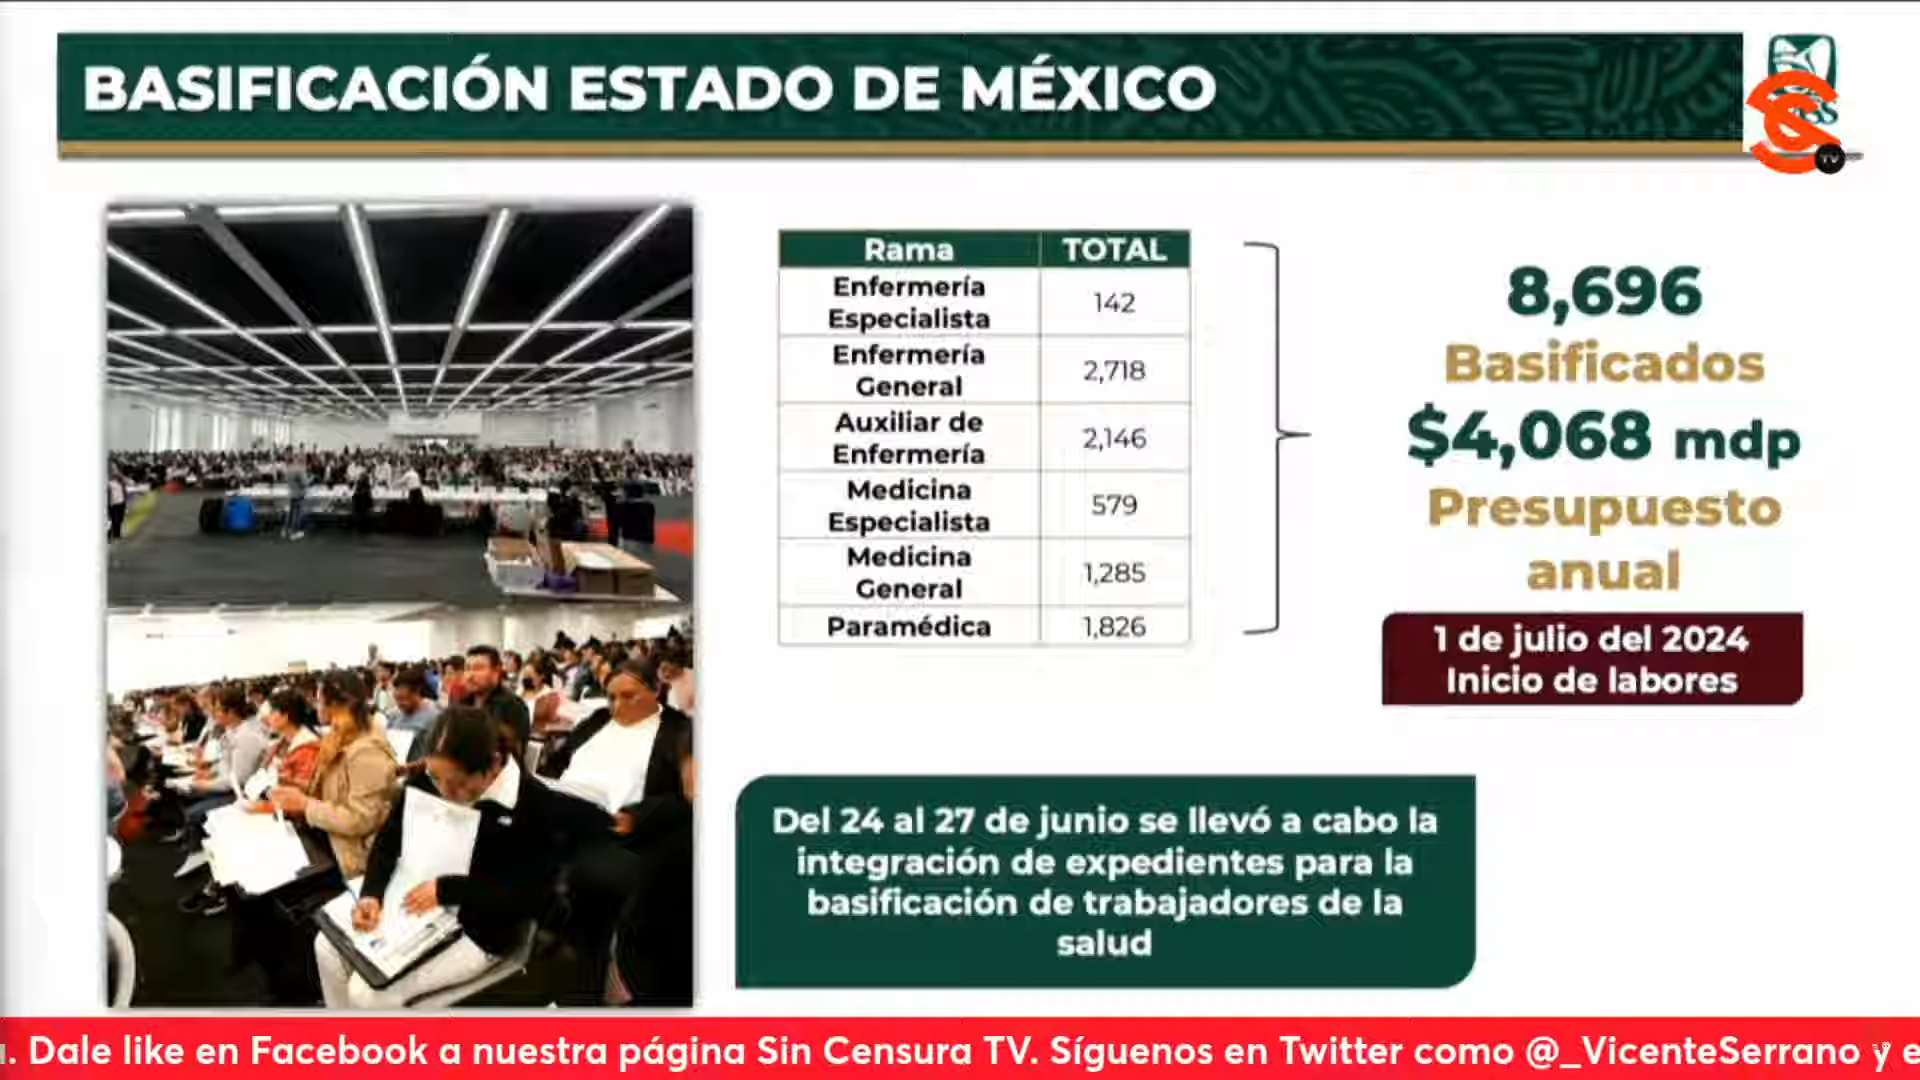 BASIFICACIÓN ESTADO DE MÉXICO
TV
Rama TOTAL
Enfermería
Especialista 142
Enfermería
General 2,718
Auxiliar de
Enfermería 2,146
Medicina
Especialista 579
Medicina
General 1,285
Paramédica 1,826
8,696
Basificados
$4,068 mdp
Presupuesto
anual
1 de julio del 2024
Inicio de labores
Del 24 al 27 de junio se llevó a cabo la
integración de expedientes para la
basificación de trabajadores de la
salud
. Dale like en Facebook a nuestra página Sin Censura TV. Síguenos en Twitter como @_VicenteSerrano y e